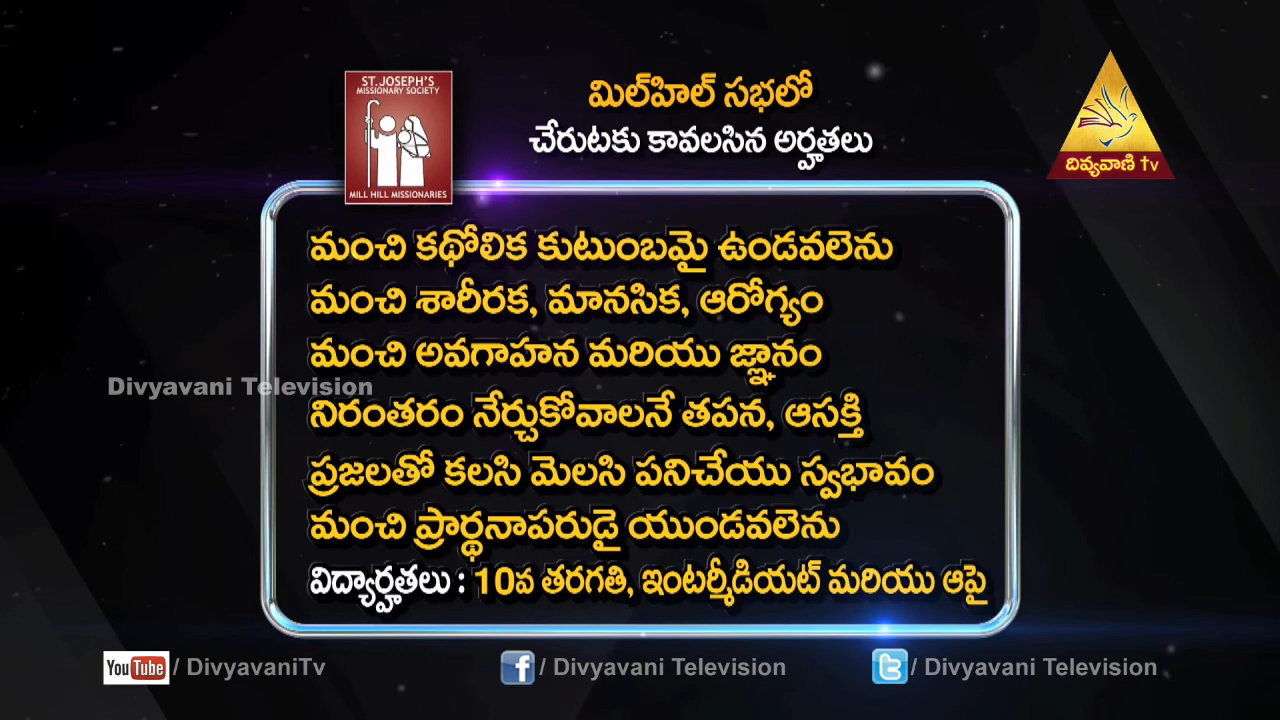 ST.JOSEPH'S
MISSIONARY SOCIETY
MILL HILL MISSIONARIES
మిల్‌హిల్ సభలో
చేరుటకు కావలసిన అర్హతలు
దివ్యవాణి tv
మంచి కథోలిక కుటుంబమై ఉండవలెను
మంచి శారీరక, మానసిక, ఆరోగ్యం
మంచి అవగాహన మరియు జ్ఞానం
Divyavani Television
నిరంతరం నేర్చుకోవాలనే తపన, ఆసక్తి
ప్రజలతో కలసి మెలసి పనిచేయు స్వభావం
మంచి ప్రార్థనాపరుడై యుండవలెను
విద్యార్హతలు : 10వ తరగతి, ఇంటర్మీడియట్ మరియు ఆపై
YouTube / DivyavaniTv
f / Divyavani Television
t / Divyavani Television